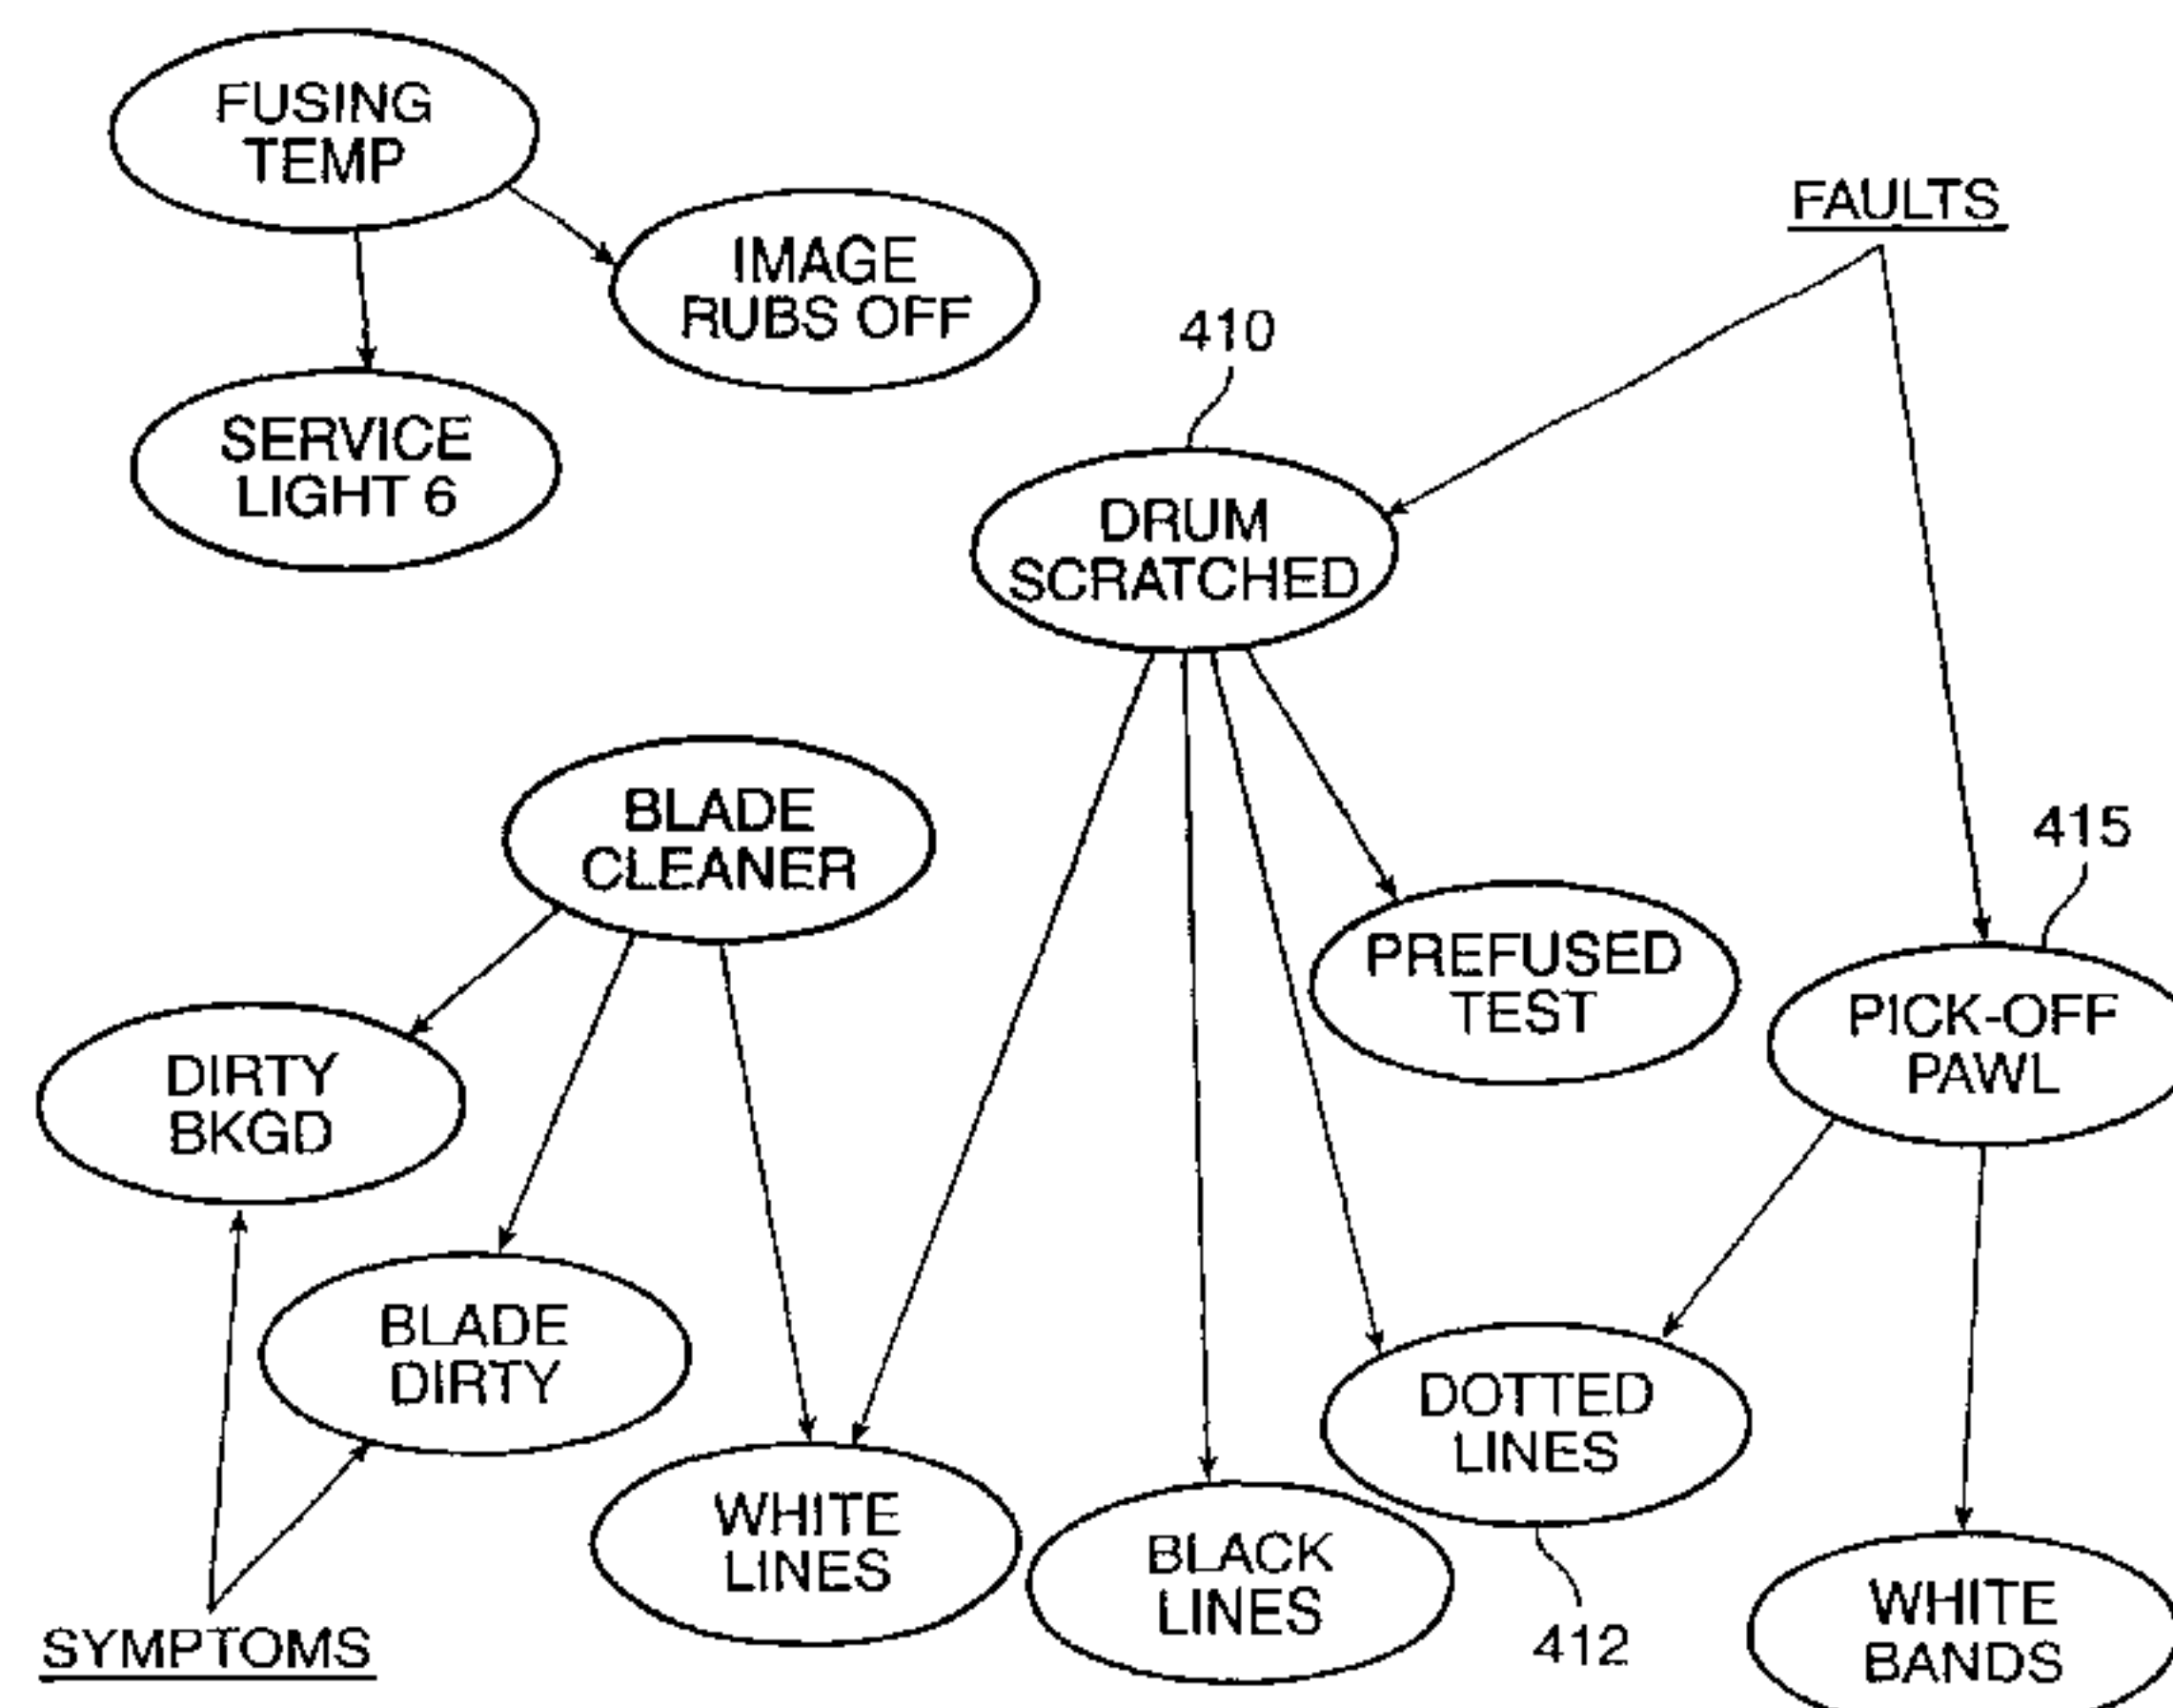 FUSING
TEMP
IMAGE
RUBS OFF
FAULTS
410
SERVICE
LIGHT 6
DRUM
SCRATCHED
BLADE
CLEANER
415
PREFUSED
TEST
PICK-OFF
PAWL
DIRTY
BKGD
BLADE
DIRTY
DOTTED
LINES
WHITE
LINES
BLACK
LINES
WHITE
BANDS
SYMPTOMS
412